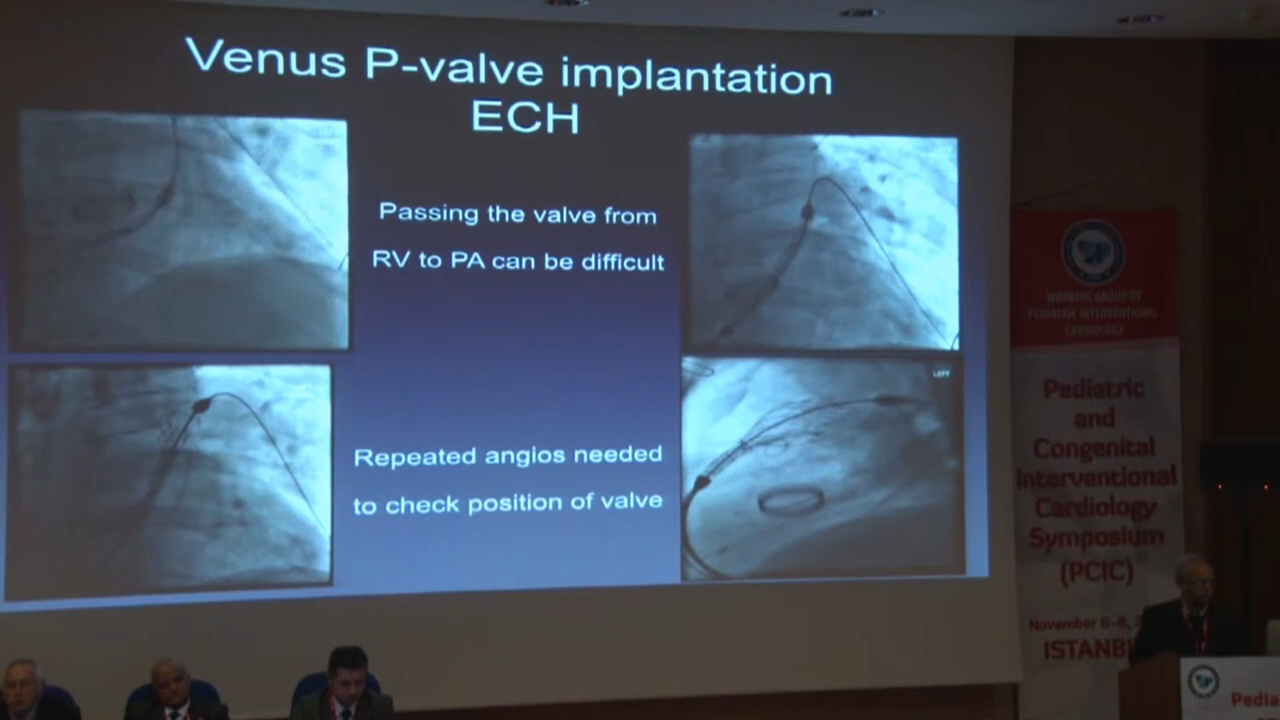 Venus P-valve implantation
ECH
Passing the valve from
RV to PA can be difficult
Repeated angios needed
to check position of valve
LEFT
WORKING GROUP OF
PEDIATRIC INTERVENTIONAL
CARDIOLOGY
Pediatric
and
Congenital
Interventional
Cardiology
Symposium
(PCIC)
November 6-8, 2
ISTANB
Pedia